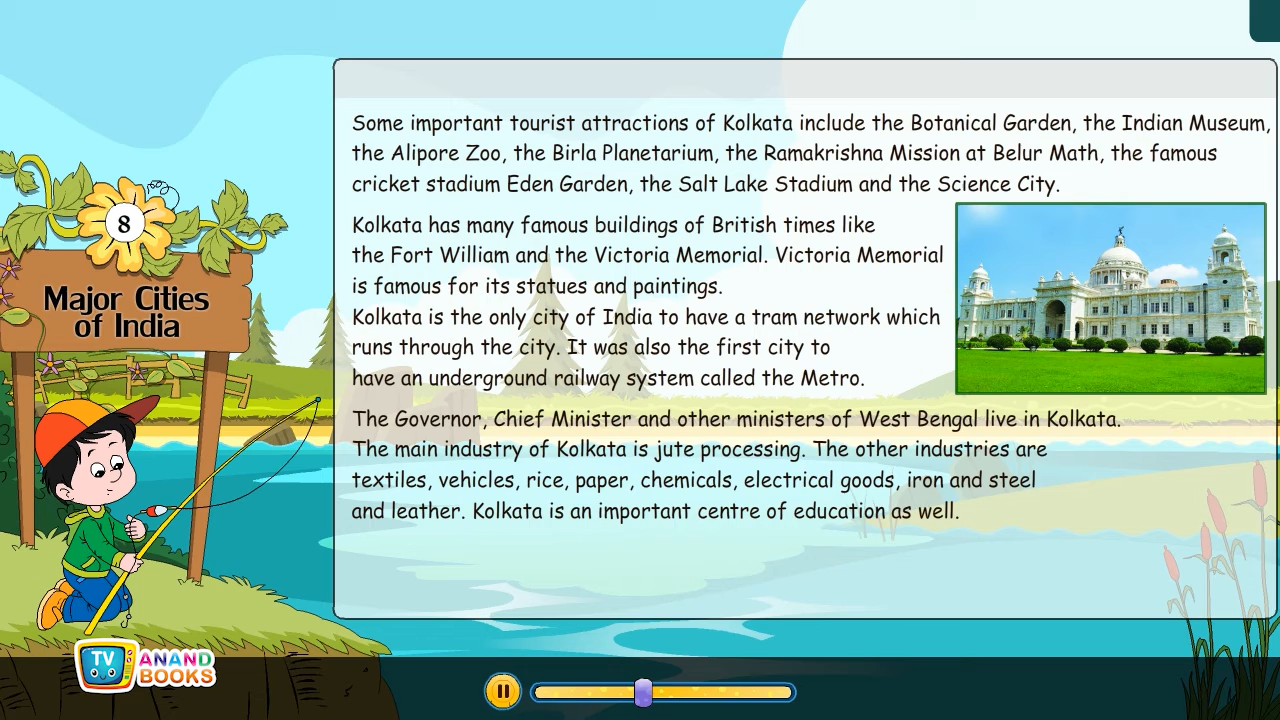 8
Major Cities
of India
Some important tourist attractions of Kolkata include the Botanical Garden, the Indian Museum,
the Alipore Zoo, the Birla Planetarium, the Ramakrishna Mission at Belur Math, the famous
cricket stadium Eden Garden, the Salt Lake Stadium and the Science City.
Kolkata has many famous buildings of British times like
the Fort William and the Victoria Memorial. Victoria Memorial
is famous for its statues and paintings.
Kolkata is the only city of India to have a tram network which
runs through the city. It was also the first city to
have an underground railway system called the Metro.
The Governor, Chief Minister and other ministers of West Bengal live in Kolkata.
The main industry of Kolkata is jute processing. The other industries are
textiles, vehicles, rice, paper, chemicals, electrical goods, iron and steel
and leather. Kolkata is an important centre of education as well.
TV
ANAND
BOOKS